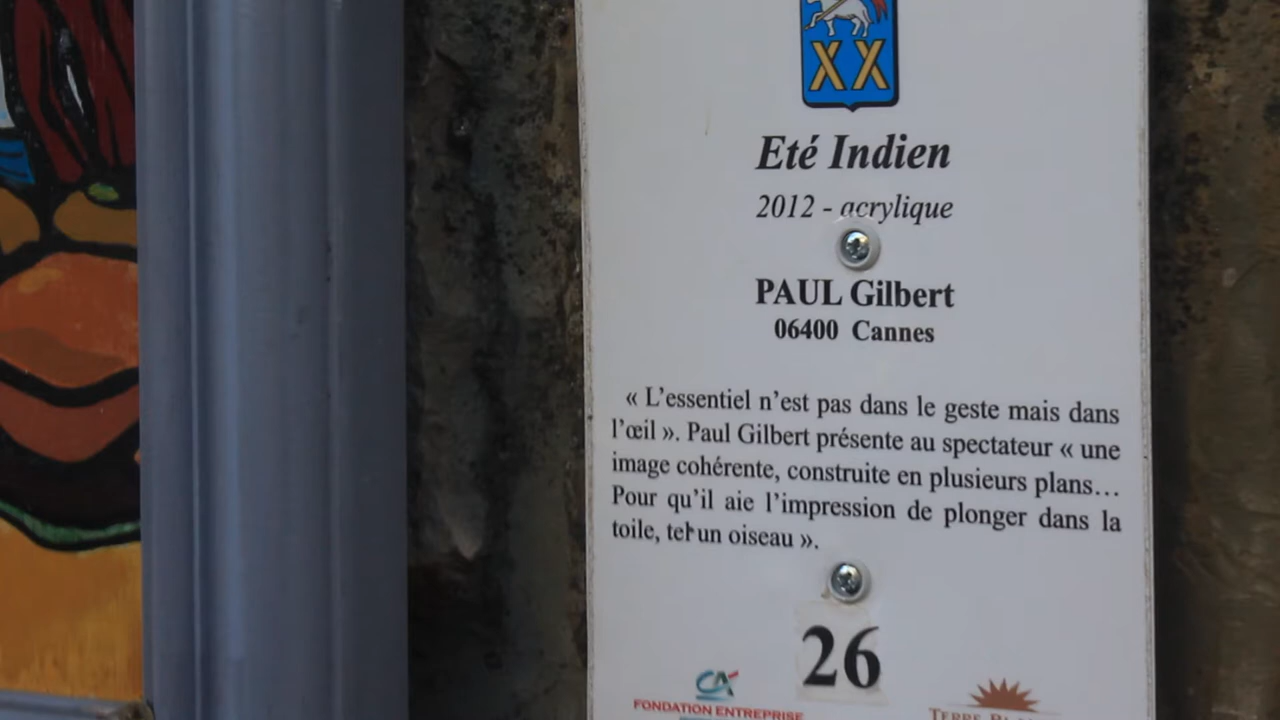 XX
Eté Indien
2012 - acrylique
PAUL Gilbert
06400 Cannes
« L'essentiel n'est pas dans le geste mais dans
l'œil ». Paul Gilbert présente au spectateur « une
image cohérente, construite en plusieurs plans…
Pour qu'il aie l'impression de plonger dans la
toile, tel un oiseau ».
26
CA
FONDATION ENTREPRISE
TERRE